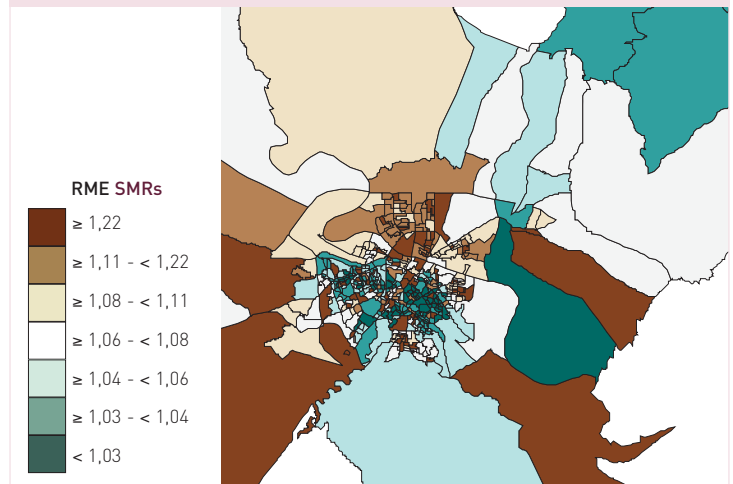 RME SMRs
≥ 1,22
≥ 1,11 - < 1,22
≥ 1,08 - < 1,11
≥ 1,06 - < 1,08
≥ 1,04 - < 1,06
≥ 1,03 - < 1,04
< 1,03